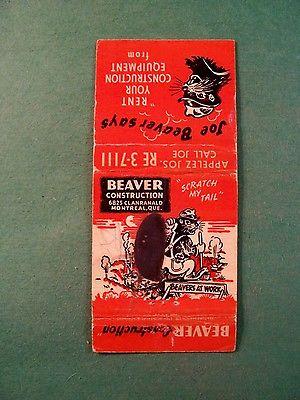 Joe Beaver says
"RENT
YOUR
CONSTRUCTION
EQUIPMENT
from
APPELEZ JOS.
CALL JOE
RE·3-7111
BEAVER
CONSTRUCTION
6825 CLANRANALD
MONTREAL, QUE.
"SCRATCH
MY
TAIL"
BEAVERS AT WORK
BEAVER Construction